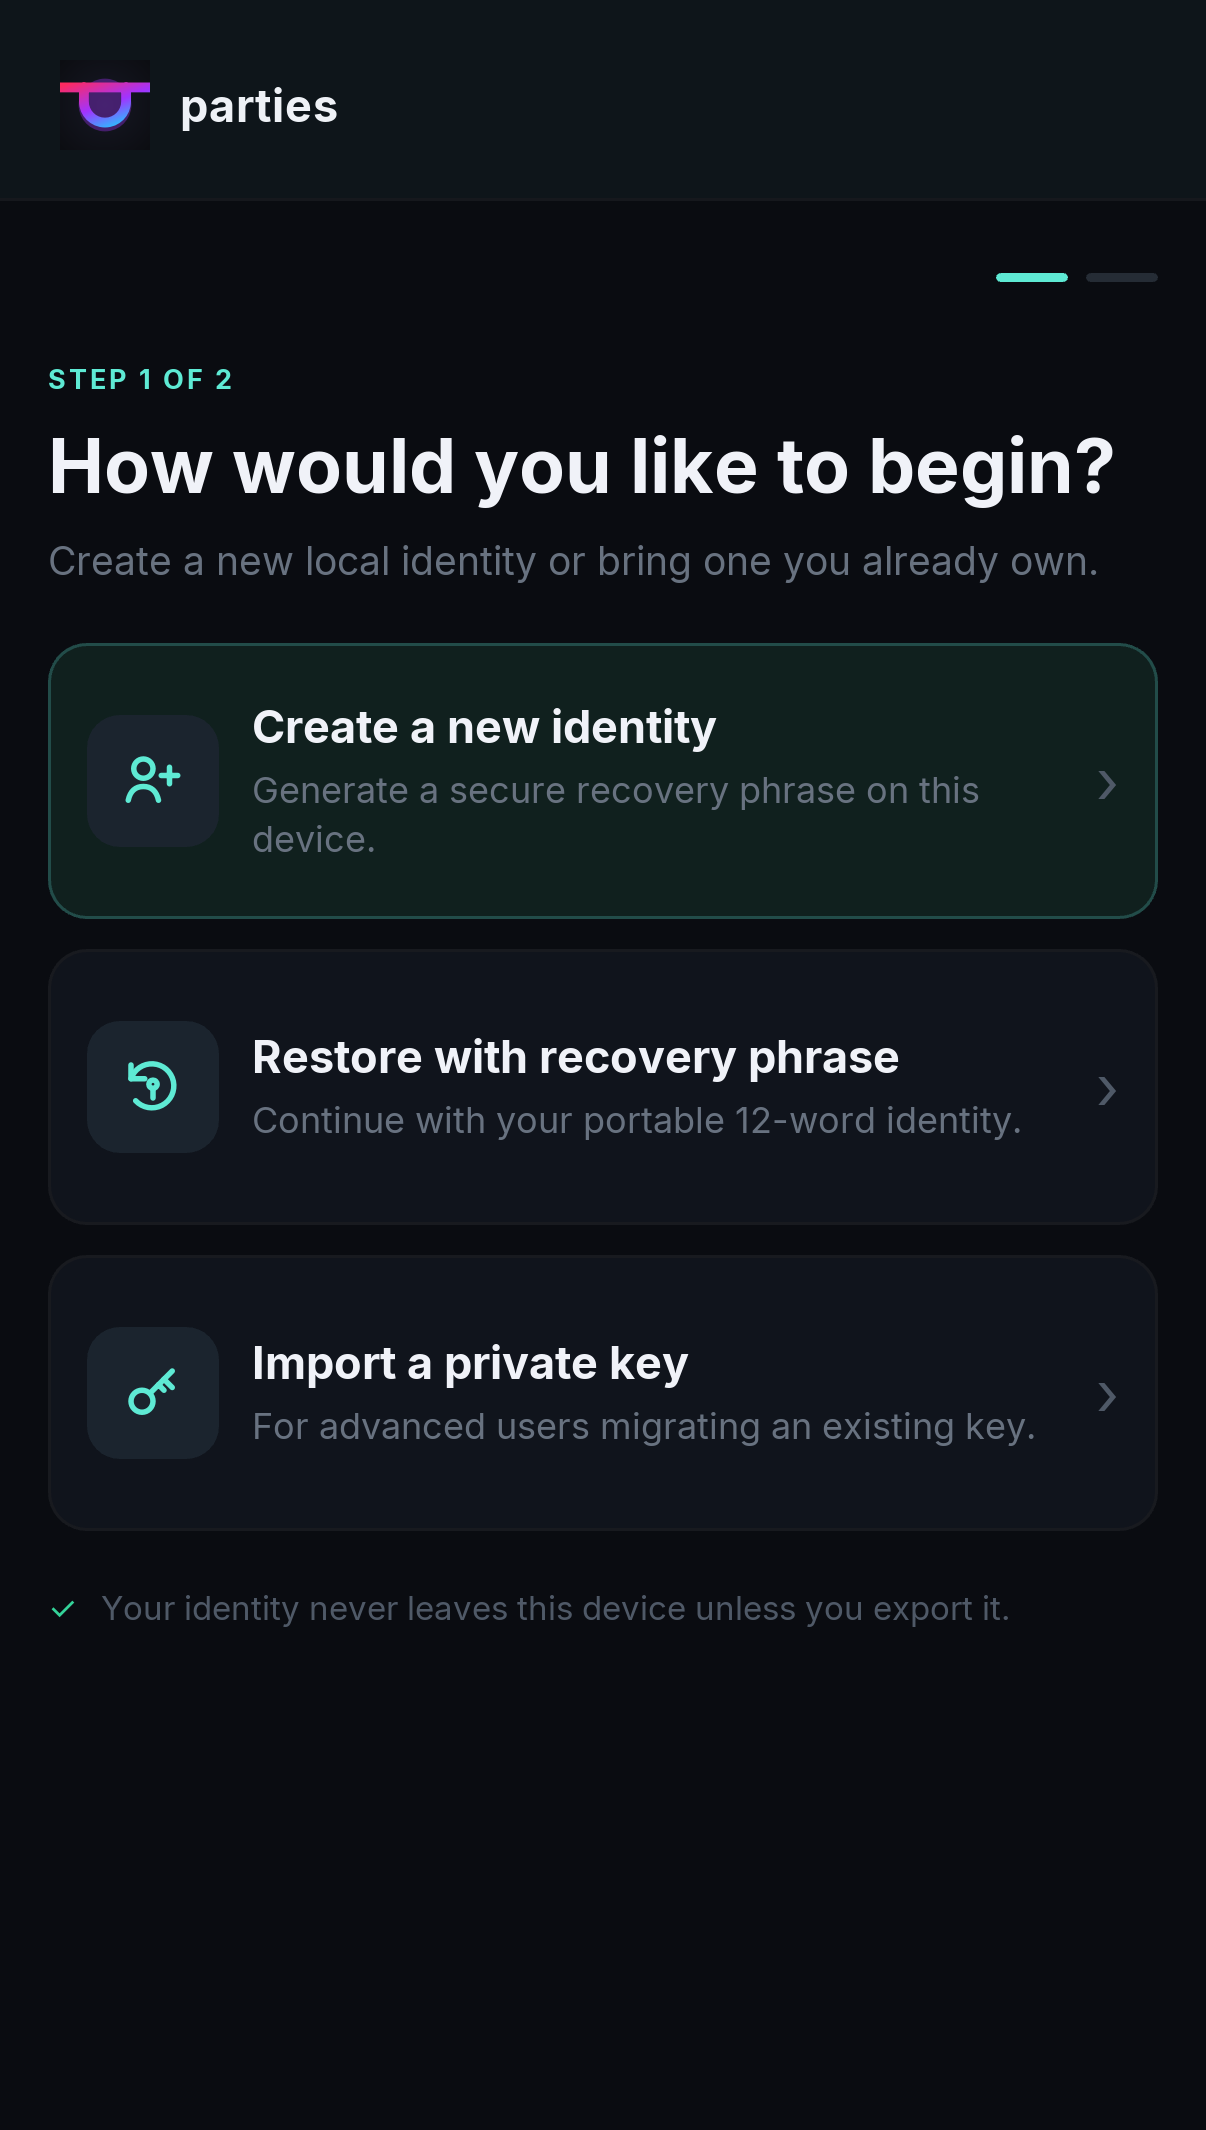 parties
STEP 1 OF 2
How would you like to begin?
Create a new local identity or bring one you already own.
Create a new identity
Generate a secure recovery phrase on this
device.
Restore with recovery phrase
Continue with your portable 12-word identity.
Import a private key
For advanced users migrating an existing key.
Your identity never leaves this device unless you export it.